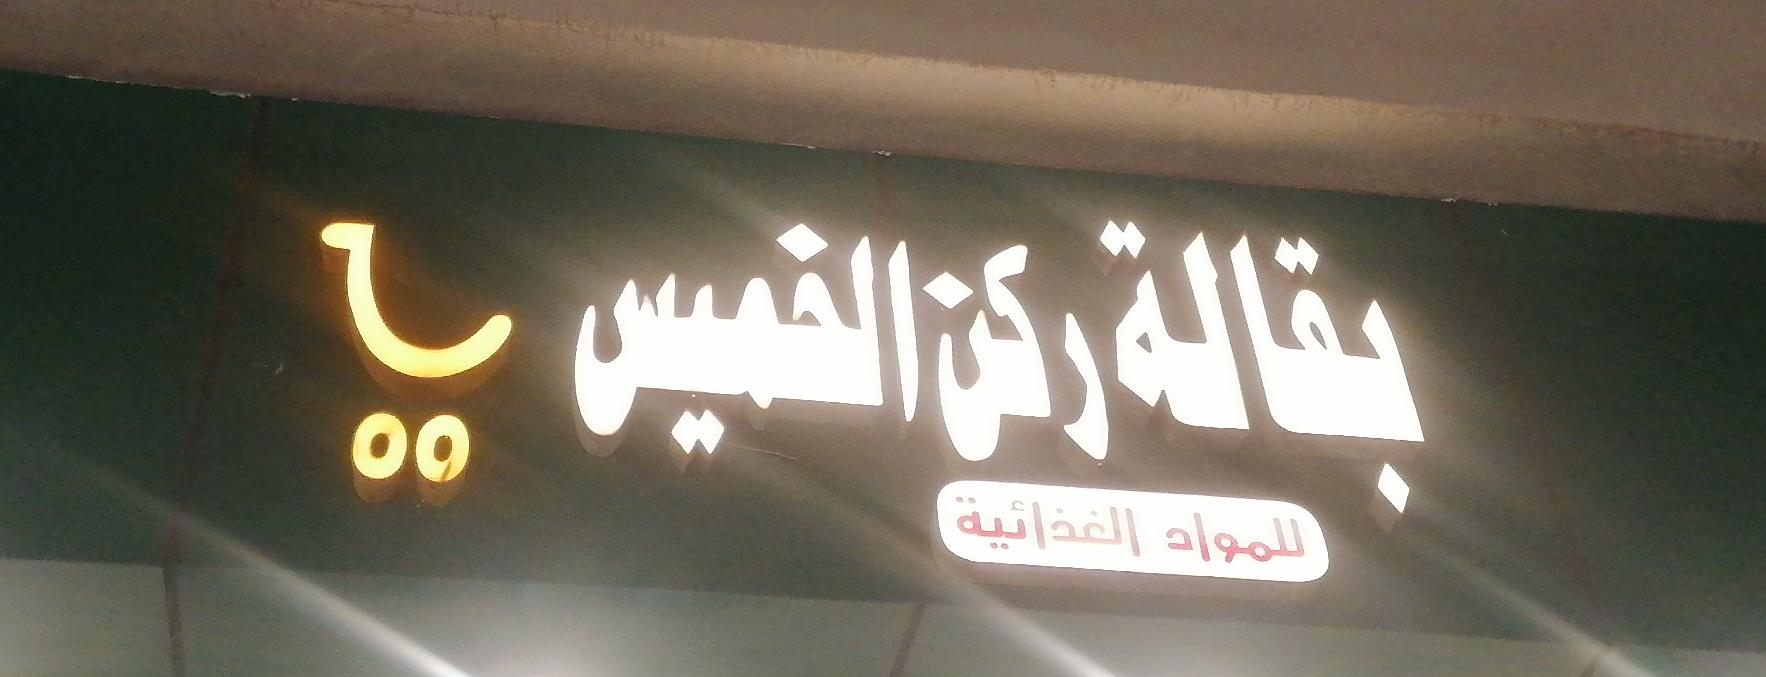 بقالة ركن الخميس
للمواد الغذائية